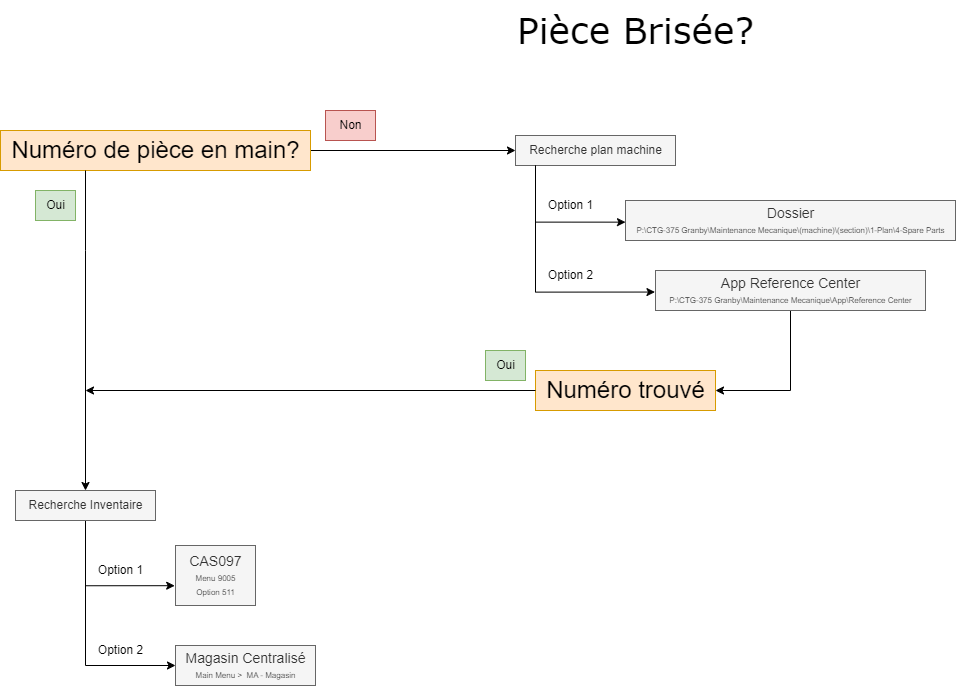 Pièce Brisée?
Non
Numéro de pièce en main?
Recherche plan machine
Oui
Option 1
Dossier
P:\CTG-375 Granby\Maintenance Mecanique\(machine)\(section)\1-Plan\4-Spare Parts
Option 2
App Reference Center
P:\CTG-375 Granby\Maintenance Mecanique\App\Reference Center
Oui
Numéro trouvé
Recherche Inventaire
Option 1
CAS097
Menu 9005
Option 511
Option 2
Magasin Centralisé
Main Menu > MA - Magasin